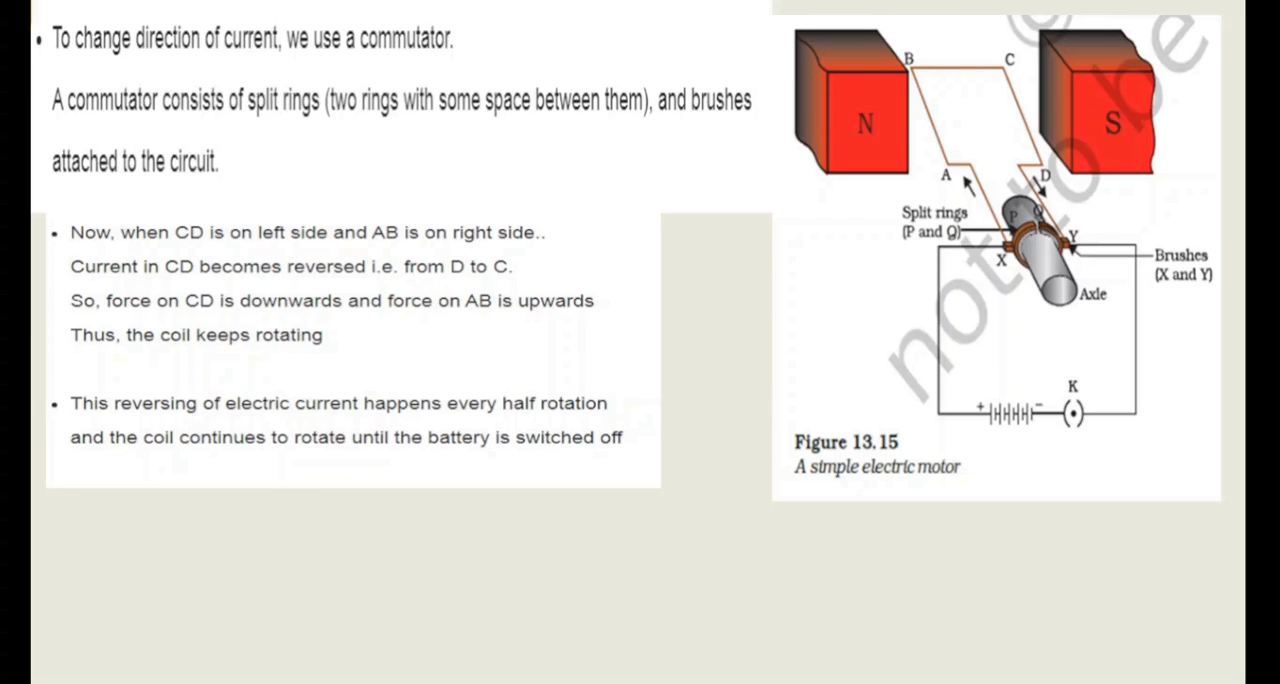 • To change direction of current, we use a commutator.
A commutator consists of split rings (two rings with some space between them), and brushes
attached to the circuit.
• Now, when CD is on left side and AB is on right side..
Current in CD becomes reversed i.e. from D to C.
So, force on CD is downwards and force on AB is upwards
Thus, the coil keeps rotating
• This reversing of electric current happens every half rotation
and the coil continues to rotate until the battery is switched off
B
C
N
S
A
D
Split rings
(P and Q)
P
Q
X
Y
Brushes
(X and Y)
Axle
K
+
−
Figure 13.15
A simple electric motor
not to be